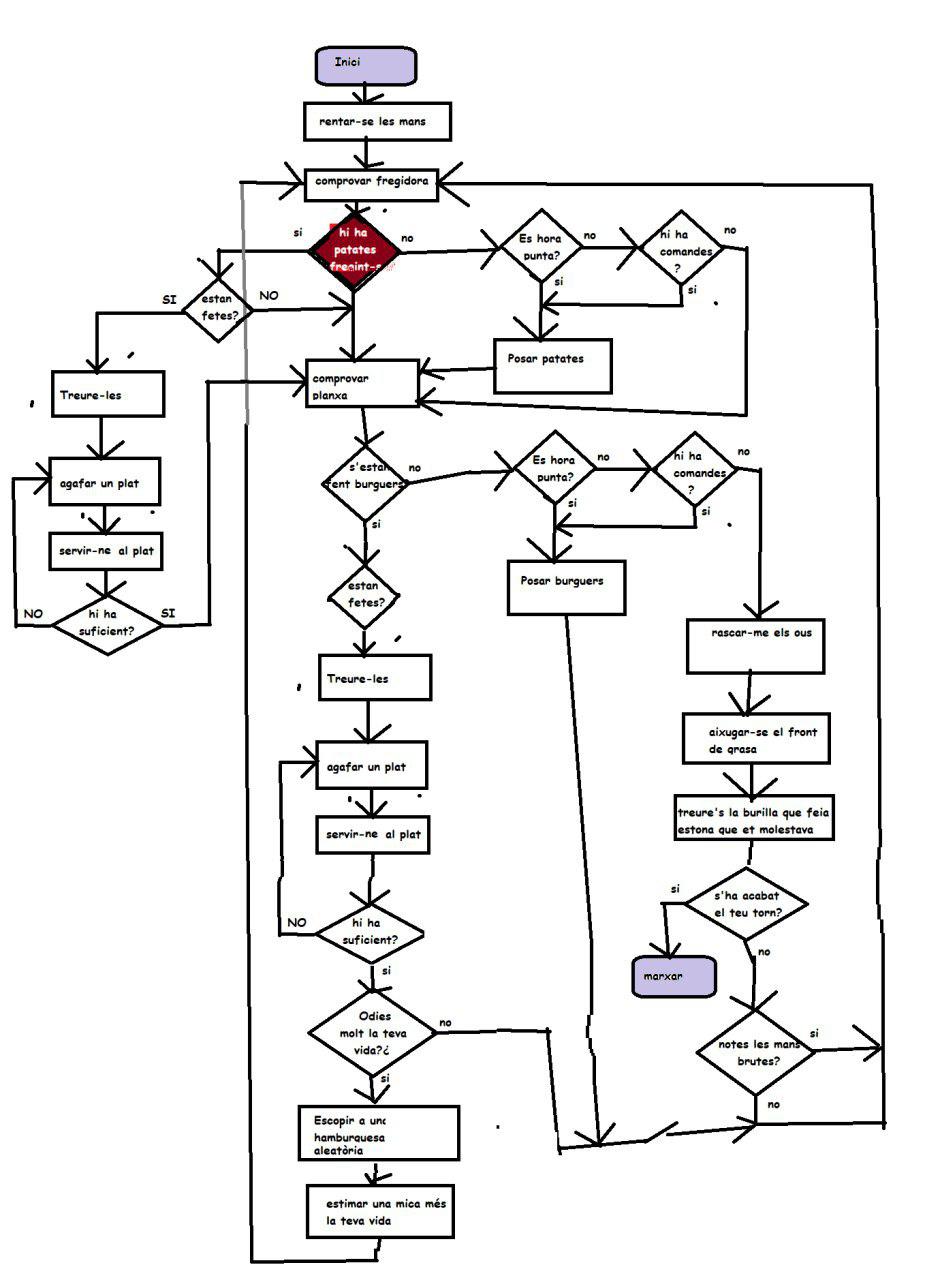 Inici
rentar-se les mans
comprovar fregidora
si
hi ha
patates
fregint-se
no
Es hora
punta?
no
hi ha
comandes
?
no
si
si
SI
estan
fetes?
NO
Posar patates
comprovar
planxa
Treure-les
agafar un plat
servir-ne al plat
NO
hi ha
suficient?
SI
s'estan
fent burguers
no
si
Es hora
punta?
no
hi ha
comandes
?
no
si
si
estan
fetes?
Posar burguers
rascar-me els ous
Treure-les
aixugar-se el front
de grasa
agafar un plat
treure's la burilla que feia
estona que et molestava
servir-ne al plat
NO
hi ha
suficient?
si
si
s'ha acabat
el teu torn?
no
marxar
Odies
molt la teva
vida?¿
no
si
notes les mans
brutes?
si
no
Escopir a una
hamburguesa
aleatòria
estimar una mica més
la teva vida